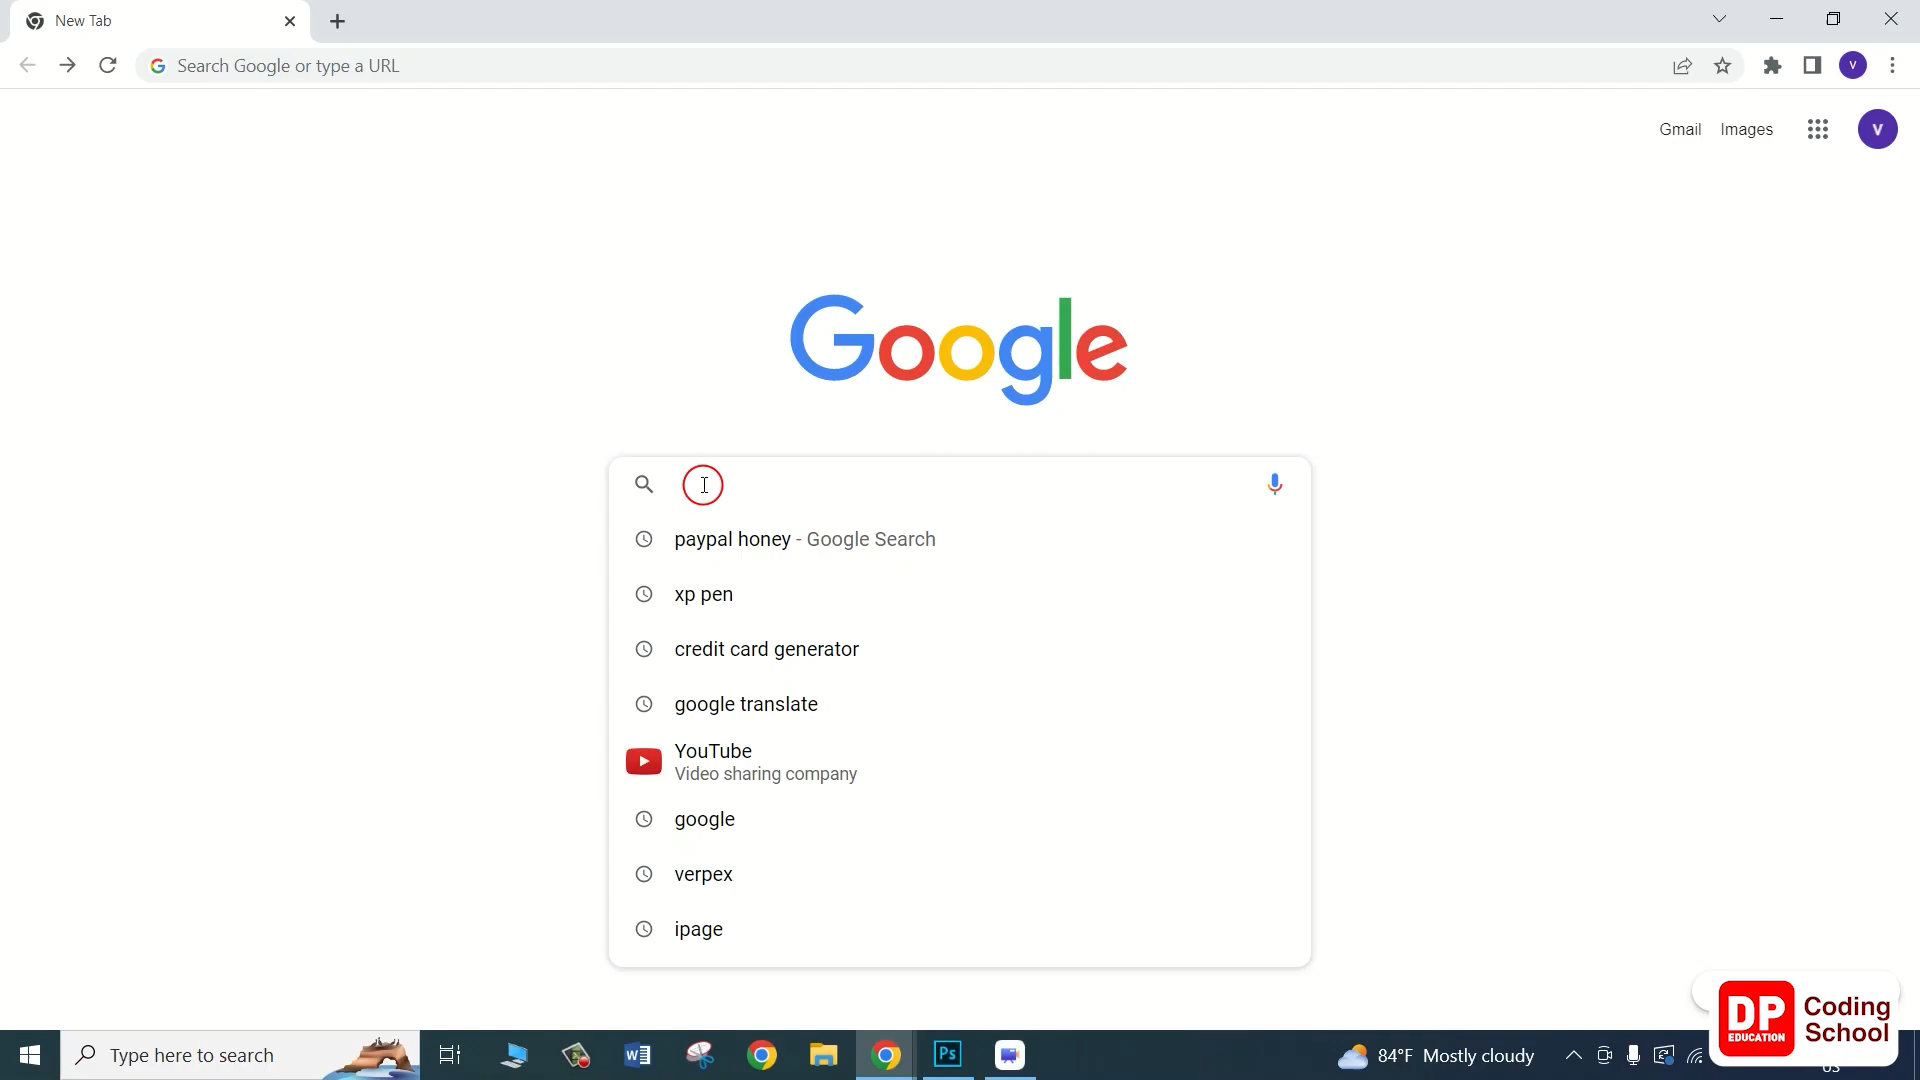 New Tab
Search Google or type a URL
V
Gmail Images
V
Google
paypal honey - Google Search
xp pen
credit card generator
google translate
YouTube
Video sharing company
google
verpex
ipage
DP
EDUCATION
Coding
School
Type here to search
W
Ps
84°F Mostly cloudy